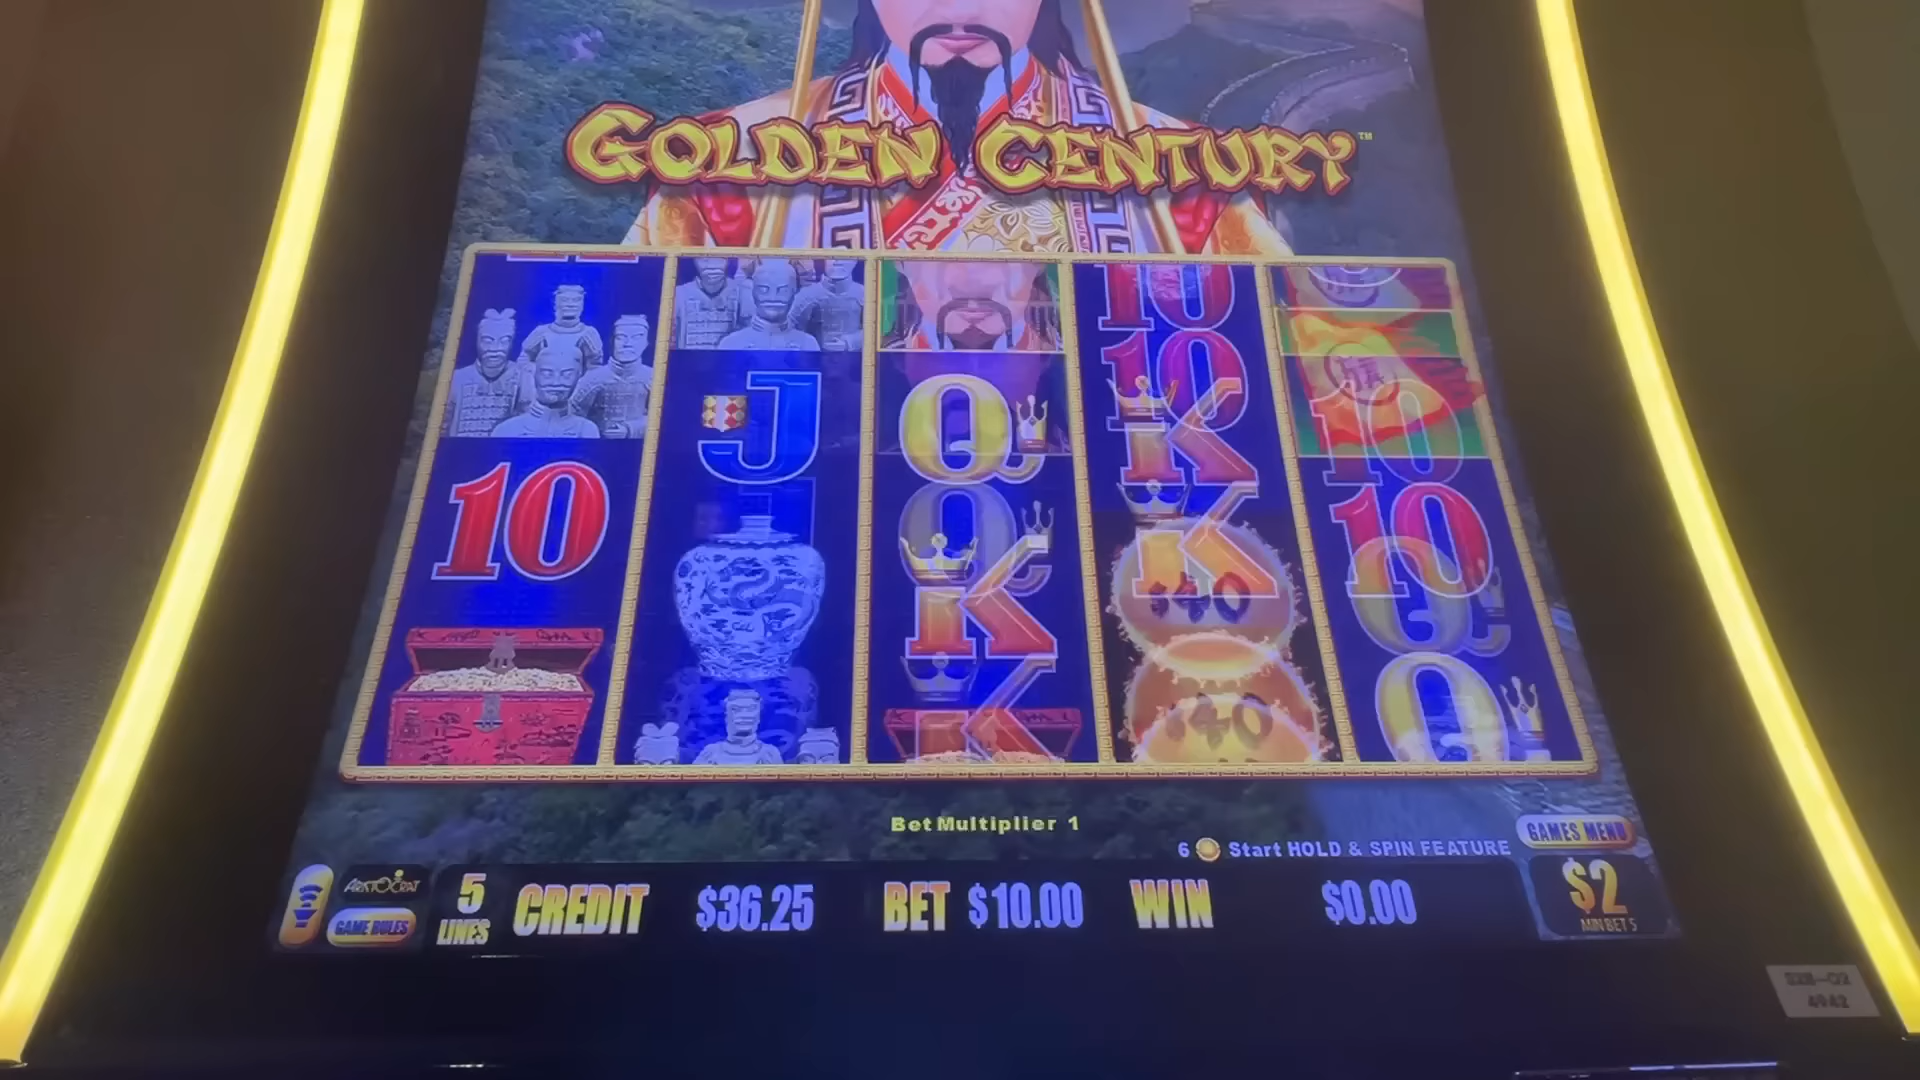 GOLDEN CENTURY™
10
10
J
Q
K
10
$40
Q
10
K
K
10
Q
$40
K
Q
Bet Multiplier 1
6 Start HOLD & SPIN FEATURE
GAMES MENU
ARISTOCRAT
GAME RULES
5
LINES
CREDIT $36.25 BET $10.00 WIN $0.00
$2
MIN BET 5